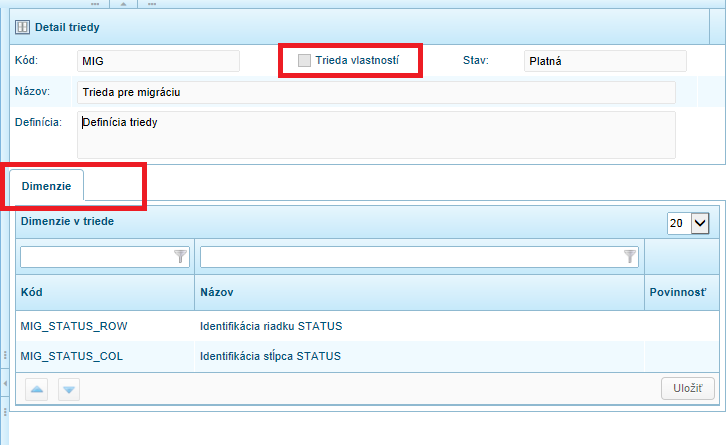 Detail triedy
Kód: MIG Trieda vlastností Stav: Platná
Názov: Trieda pre migráciu
Definícia: Definícia triedy
Dimenzie
Dimenzie v triede 20
Kód Názov Povinnosť
MIG_STATUS_ROW Identifikácia riadku STATUS
MIG_STATUS_COL Identifikácia stĺpca STATUS
Uložiť